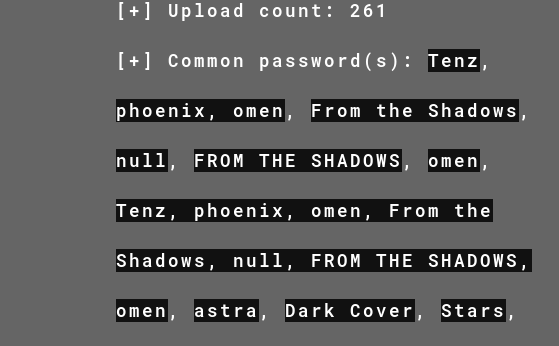 [+] Upload count: 261
[+] Common password(s): Tenz,
phoenix, omen, From the Shadows,
null, FROM THE SHADOWS, omen,
Tenz, phoenix, omen, From the
Shadows, null, FROM THE SHADOWS,
omen, astra, Dark Cover, Stars,